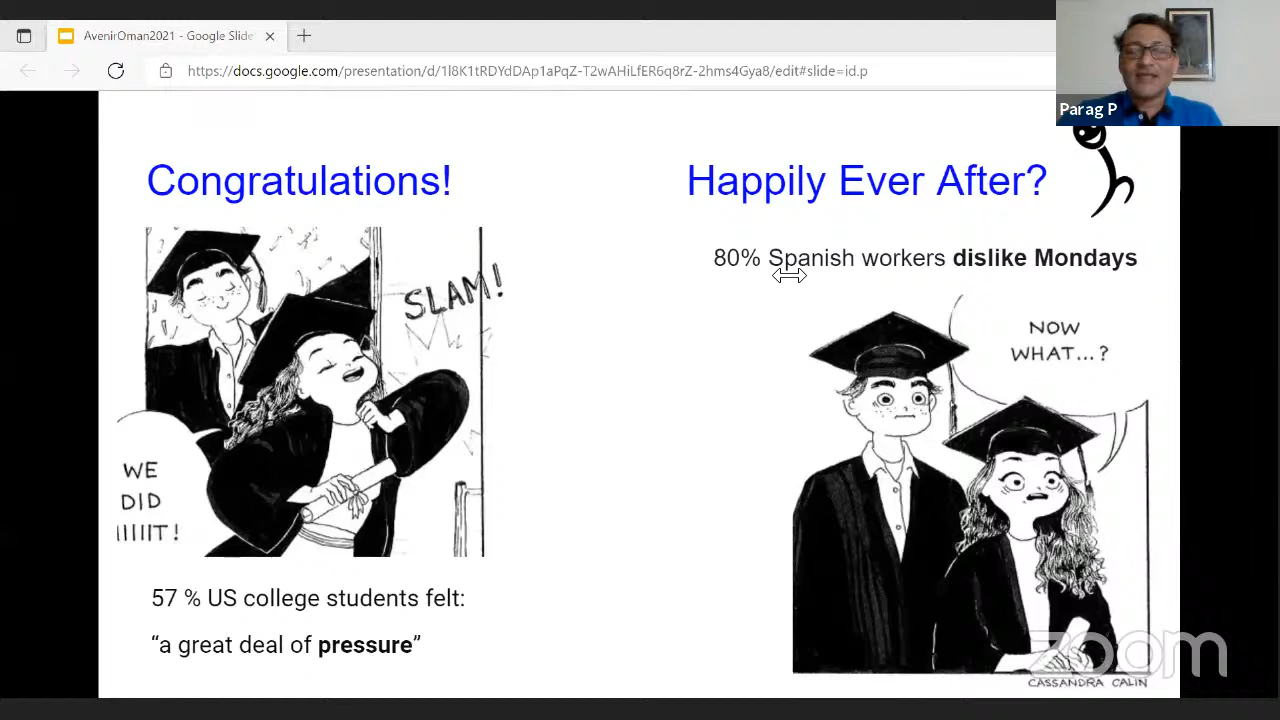 AvenirOman2021 - Google Slide
https://docs.google.com/presentation/d/1l8K1tRDYdDAp1aPqZ-T2wAHiLfER6q8rZ-2hms4Gya8/edit#slide=id.p
Parag P
Congratulations!
SLAM!
WE
DID
IIIIIIT!
57 % US college students felt:
“a great deal of pressure”
Happily Ever After?
80% Spanish workers dislike Mondays
NOW
WHAT...?
CASSANDRA CALIN
zoom